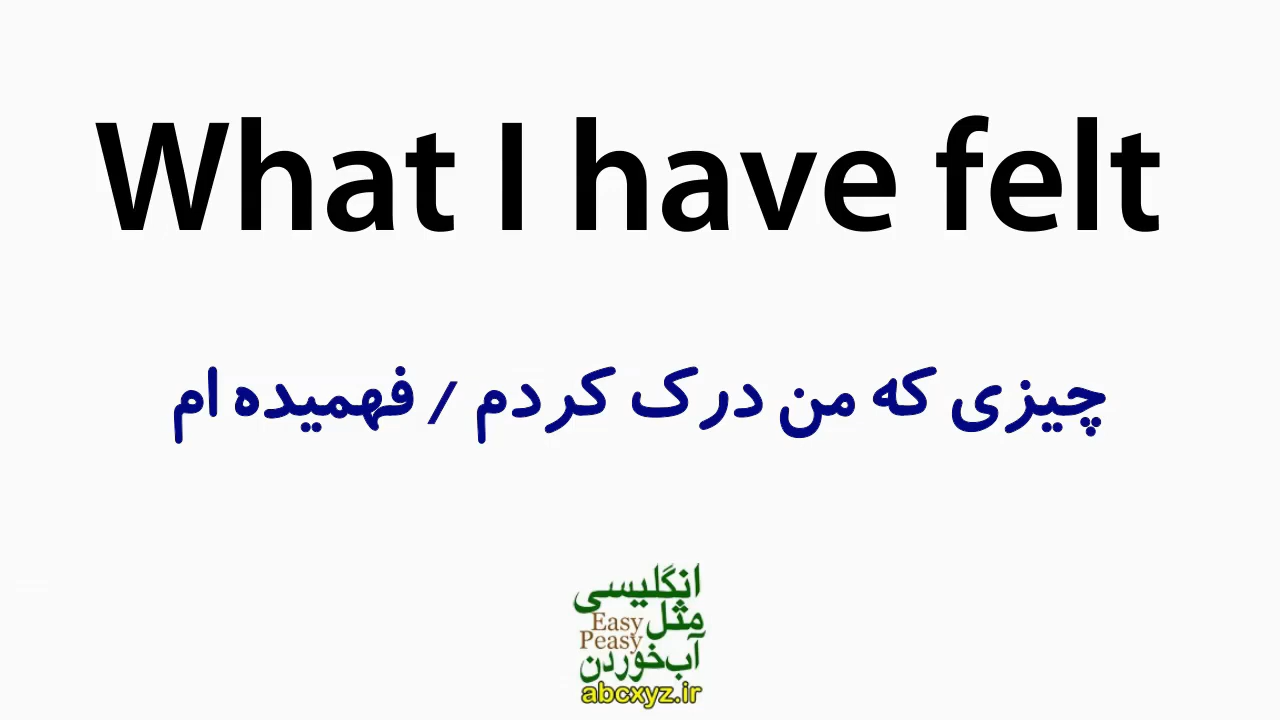 What I have felt
چیزی که من درک کردم / فهمیده ام
انگلیسی
مثل
Easy
Peasy
آب‌خوردن
abcxyz.ir